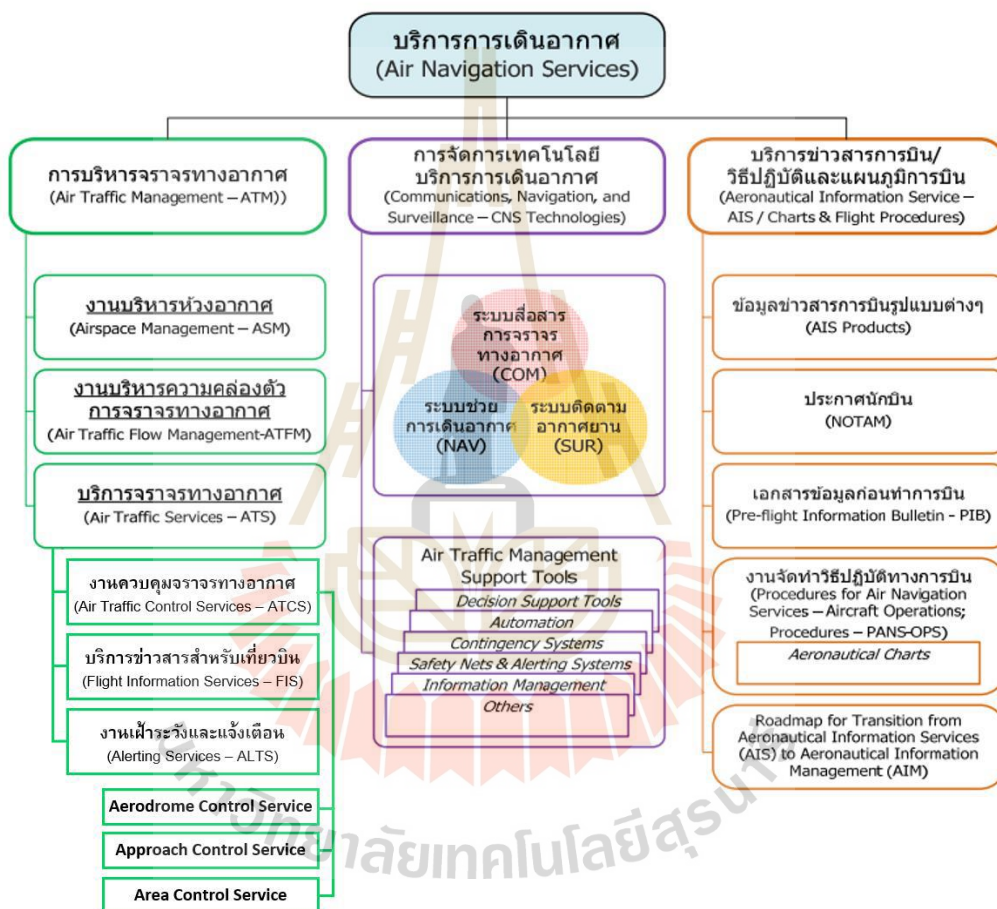 บริการการเดินอากาศ
(Air Navigation Services)
การบริหารจราจรทางอากาศ
(Air Traffic Management – ATM))
งานบริหารห้วงอากาศ
(Airspace Management – ASM)
งานบริหารความคล่องตัว
การจราจรทางอากาศ
(Air Traffic Flow Management-ATFM)
บริการจราจรทางอากาศ
(Air Traffic Services - ATS)
งานควบคุมจราจรทางอากาศ
(Air Traffic Control Services – ATCS)
บริการข่าวสารสำหรับเที่ยวบิน
(Flight Information Services – FIS)
งานเฝ้าระวังและแจ้งเตือน
(Alerting Services – ALTS)
Aerodrome Control Service
Approach Control Service
Area Control Service
การจัดการเทคโนโลยี
บริการการเดินอากาศ
(Communications, Navigation, and
Surveillance – CNS Technologies)
ระบบสื่อสาร
การจราจร
ทางอากาศ
(COM)
ระบบช่วย
การเดินอากาศ
(NAV)
ระบบติดตาม
อากาศยาน
(SUR)
Air Traffic Management
Support Tools
Decision Support Tools
Automation
Contingency Systems
Safety Nets & Alerting Systems
Information Management
Others
บริการข่าวสารการบิน/
วิธีปฏิบัติและแผนภูมิการบิน
(Aeronautical Information Service –
AIS / Charts & Flight Procedures)
ข้อมูลข่าวสารการบินรูปแบบต่างๆ
(AIS Products)
ประกาศนักบิน
(NOTAM)
เอกสารข้อมูลก่อนทำการบิน
(Pre-flight Information Bulletin - PIB)
งานจัดทำวิธีปฏิบัติทางการบิน
(Procedures for Air Navigation
Services – Aircraft Operations;
Procedures – PANS-OPS)
Aeronautical Charts
Roadmap for Transition from
Aeronautical Information Services
(AIS) to Aeronautical Information
Management (AIM)
มหาวิทยาลัยเทคโนโลยีสุรนารี